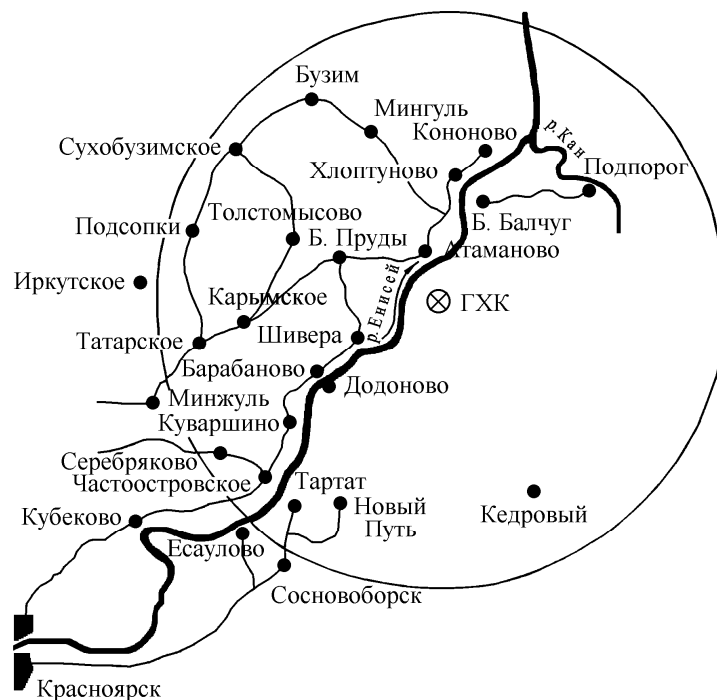 Бузим
Мингуль
Кононово
р. Кан
Сухобузимское
Хлоптуново
Подпорог
Подсопки
Толстомысово
Б. Пруды
Б. Балчуг
Атаманово
Иркутское
Карымское
р. Енисей
ГХК
Татарское
Шивера
Барабаново
Додоново
Минжуль
Куваршино
Серебряково
Частоостровское
Тартат
Новый
Путь
Кедровый
Кубеково
Есаулово
Сосновоборск
Красноярск